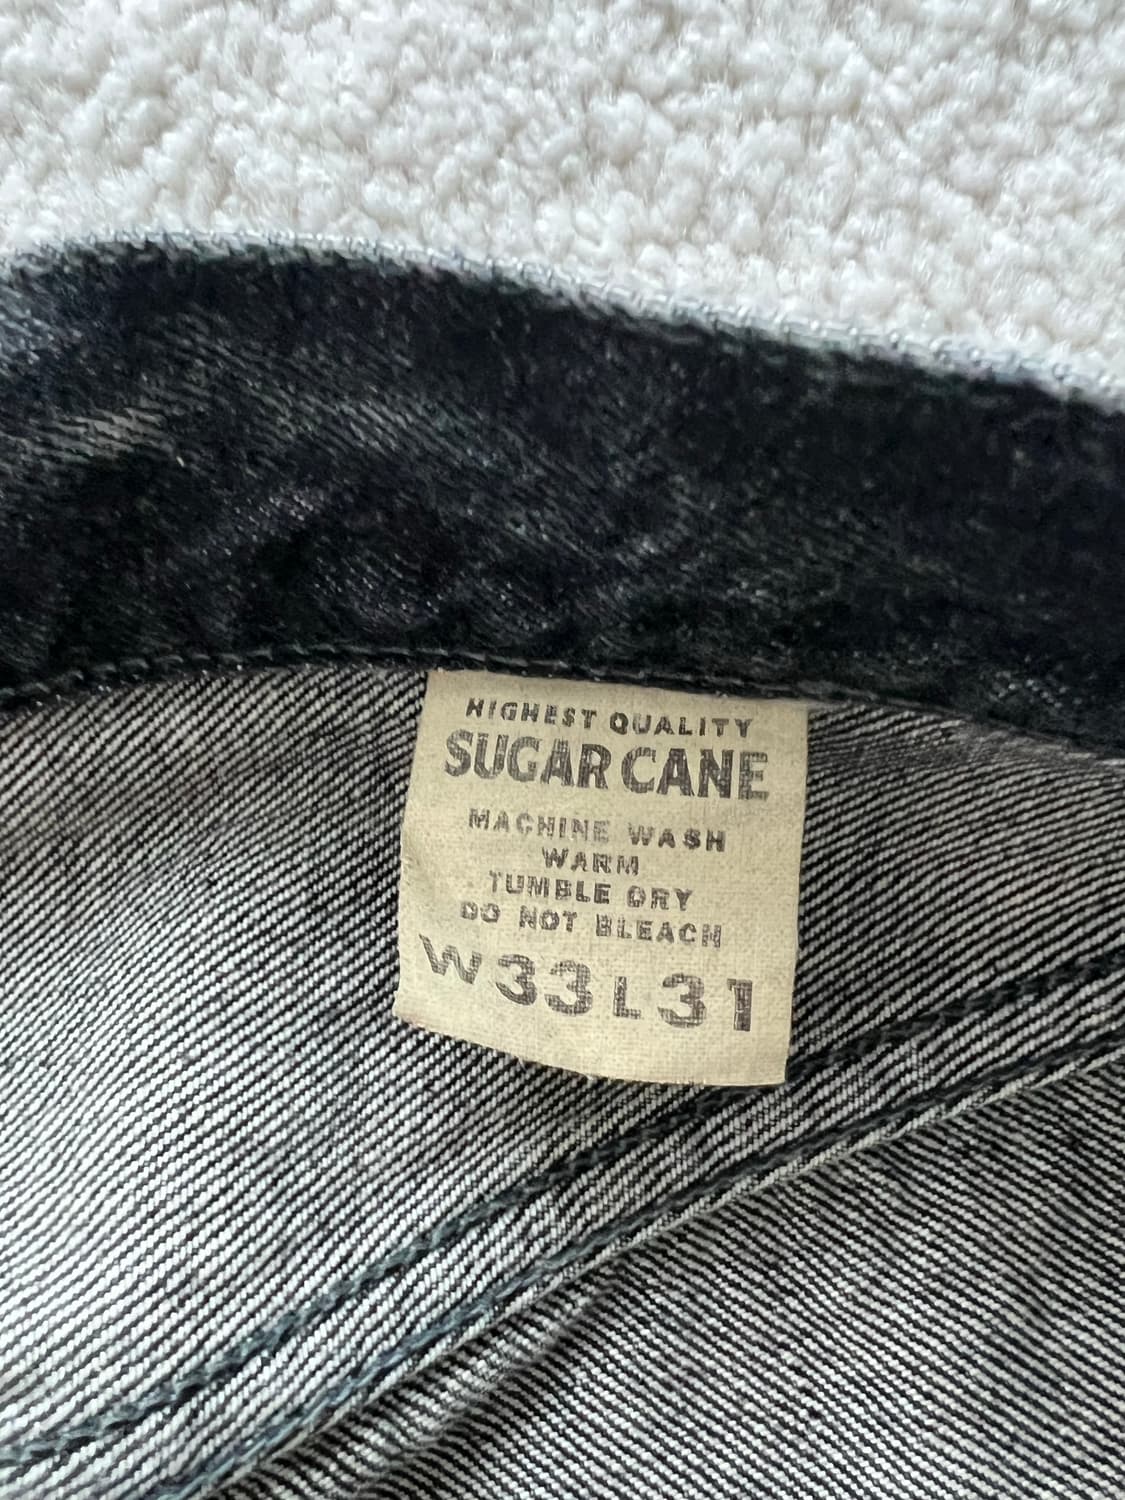 HIGHEST QUALITY
SUGAR CANE
MACHINE WASH
WARM
TUMBLE DRY
DO NOT BLEACH
W33L31